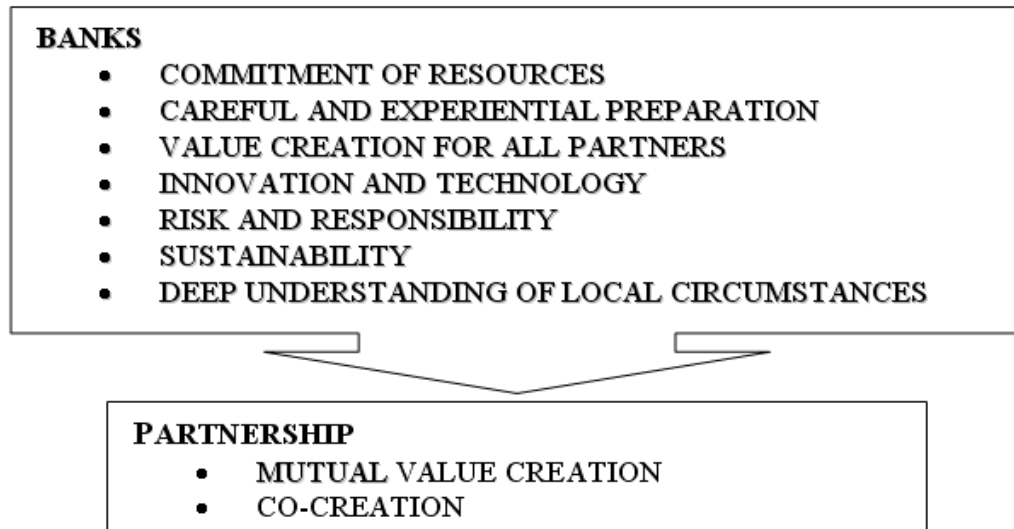 BANKS
• COMMITMENT OF RESOURCES
• CAREFUL AND EXPERIENTIAL PREPARATION
• VALUE CREATION FOR ALL PARTNERS
• INNOVATION AND TECHNOLOGY
• RISK AND RESPONSIBILITY
• SUSTAINABILITY
• DEEP UNDERSTANDING OF LOCAL CIRCUMSTANCES
PARTNERSHIP
• MUTUAL VALUE CREATION
• CO-CREATION